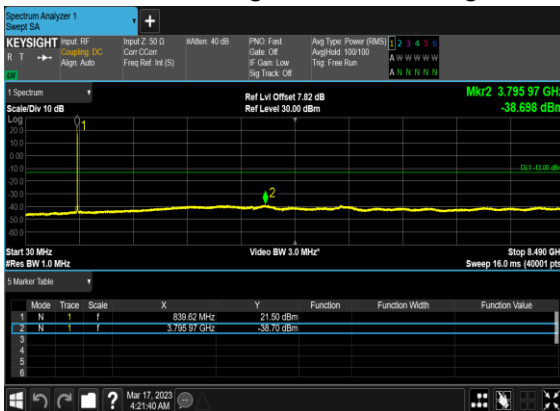 Spectrum Analyzer 1
Swept SA
+
KEYSIGHT Input: RF Input Z: 50 Ω #Atten: 40 dB PNO: Fast Avg Type: Power (RMS) 1 2 3 4 5 6
R T Coupling: DC Corr CCorr Gate: Off Avg|Hold: 100/100 A W W W W W
Align: Auto Freq Ref: Int (S) IF Gain: Low Trig: Free Run
LV Sig Track: Off A N N N N N
1 Spectrum Ref Lvl Offset 7.82 dB Mkr2 3.795 97 GHz
Scale/Div 10 dB Ref Level 30.00 dBm -38.698 dBm
Log
20.0
10.0
0.00
-10.0
-20.0
-30.0
-40.0
-50.0
-60.0
1
DL1 -13.00 dBm
2
Start 30 MHz Video BW 3.0 MHz* Stop 8.490 GH
#Res BW 1.0 MHz Sweep 16.0 ms (40001 pts
5 Marker Table
Mode Trace Scale X Y Function Function Width Function Value
1 N 1 f 839.62 MHz 21.50 dBm
2 N 1 f 3.795 97 GHz -38.70 dBm
3
4
5
6
? Mar 17, 2023
4:21:40 AM